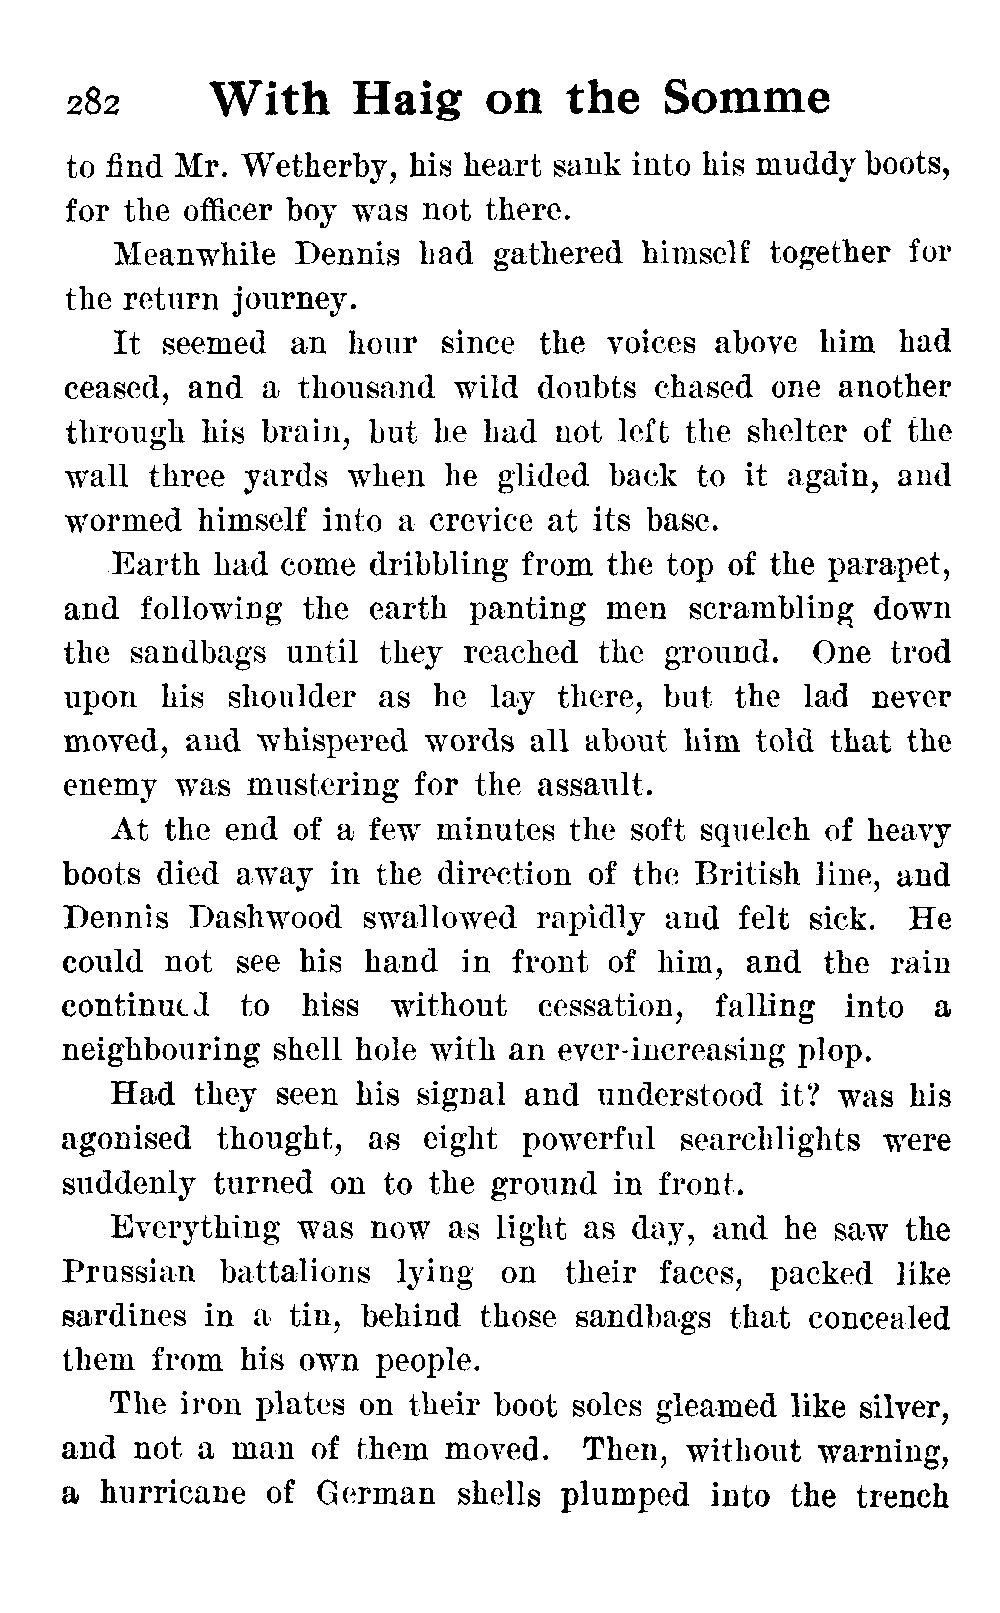 282 With Haig on the Somme
to find Mr. Wetherby, his heart sank into his muddy boots,
for the officer boy was not there.
Meanwhile Dennis had gathered himself together for
the return journey.
It seemed an hour since the voices above him had
ceased, and a thousand wild doubts chased one another
through his brain, but he had not left the shelter of the
wall three yards when he glided back to it again, and
wormed himself into a crevice at its base.
Earth had come dribbling from the top of the parapet,
and following the earth panting men scrambling down
the sandbags until they reached the ground. One trod
upon his shoulder as he lay there, but the lad never
moved, and whispered words all about him told that the
enemy was mustering for the assault.
At the end of a few minutes the soft squelch of heavy
boots died away in the direction of the British line, and
Dennis Dashwood swallowed rapidly and felt sick. He
could not see his hand in front of him, and the rain
continued to hiss without cessation, falling into a
neighbouring shell hole with an ever-increasing plop.
Had they seen his signal and understood it? was his
agonised thought, as eight powerful searchlights were
suddenly turned on to the ground in front.
Everything was now as light as day, and he saw the
Prussian battalions lying on their faces, packed like
sardines in a tin, behind those sandbags that concealed
them from his own people.
The iron plates on their boot soles gleamed like silver,
and not a man of them moved. Then, without warning,
a hurricane of German shells plumped into the trench